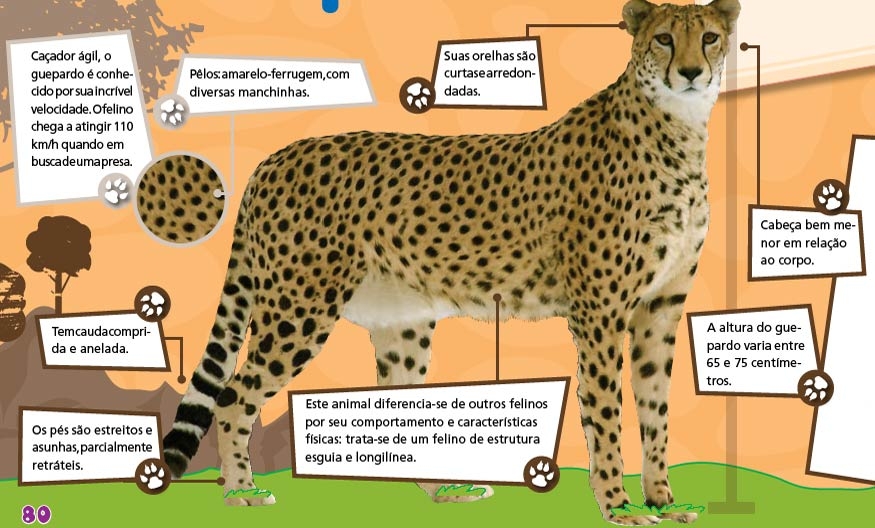 Caçador ágil, o
guepardo é conhe-
cido por sua incrível
velocidade. O felino
chega a atingir 110
km/h quando em
busca de uma presa.
Pêlos: amarelo-ferrugem, com
diversas manchinhas.
Suas orelhas são
curtas e arredon-
dadas.
Cabeça bem me-
nor em relação
ao corpo.
Tem cauda compri-
da e anelada.
A altura do gue-
pardo varia entre
65 e 75 centíme-
tros.
Este animal diferencia-se de outros felinos
por seu comportamento e características
físicas: trata-se de um felino de estrutura
esguia e longilínea.
Os pés são estreitos e
as unhas, parcialmente
retráteis.
80